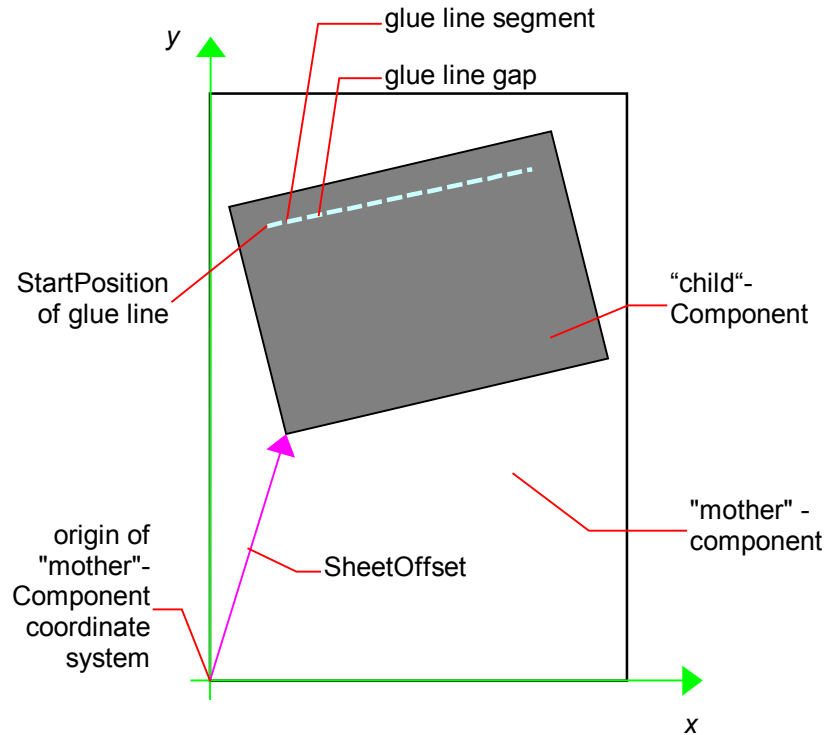 glue line segment
y
glue line gap
StartPosition
of glue line
“child“-
Component
"mother" -
component
origin of
"mother"-
Component
coordinate
system
SheetOffset
x